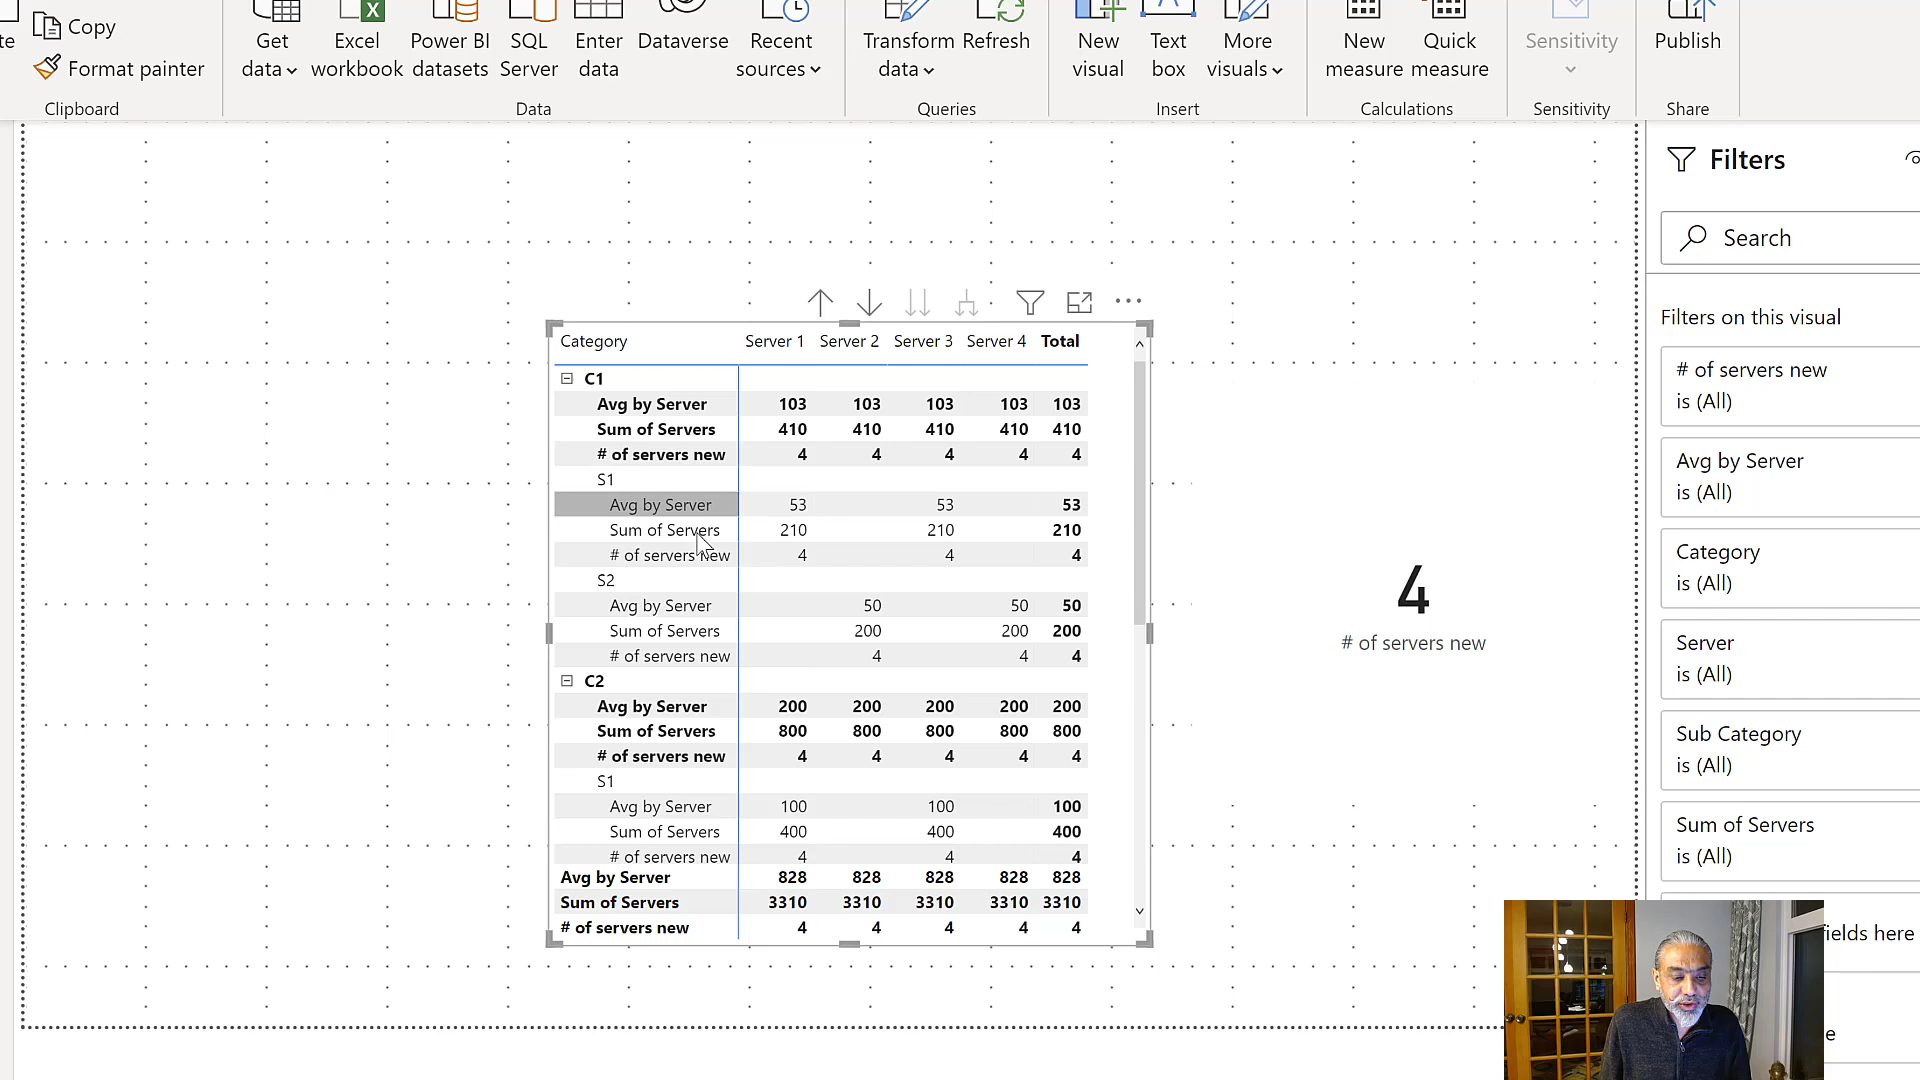 te
Copy
Format painter
Clipboard
Get data
Excel workbook
Power BI datasets
SQL Server
Enter data
Dataverse
Recent sources
Data
Transform data
Refresh
Queries
New visual
Text box
More visuals
Insert
New measure
Quick measure
Calculations
Sensitivity
Sensitivity
Publish
Share
Category Server 1 Server 2 Server 3 Server 4 Total
C1
Avg by Server 103 103 103 103 103
Sum of Servers 410 410 410 410 410
# of servers new 4 4 4 4 4
S1
Avg by Server 53 53 53
Sum of Servers 210 210 210
# of servers new 4 4 4
S2
Avg by Server 50 50 50
Sum of Servers 200 200 200
# of servers new 4 4 4
C2
Avg by Server 200 200 200 200 200
Sum of Servers 800 800 800 800 800
# of servers new 4 4 4 4 4
S1
Avg by Server 100 100 100
Sum of Servers 400 400 400
# of servers new 4 4 4
Avg by Server 828 828 828 828 828
Sum of Servers 3310 3310 3310 3310 3310
# of servers new 4 4 4 4 4
4
# of servers new
Filters
Search
Filters on this visual
# of servers new
is (All)
Avg by Server
is (All)
Category
is (All)
Server
is (All)
Sub Category
is (All)
Sum of Servers
is (All)
fields here
e